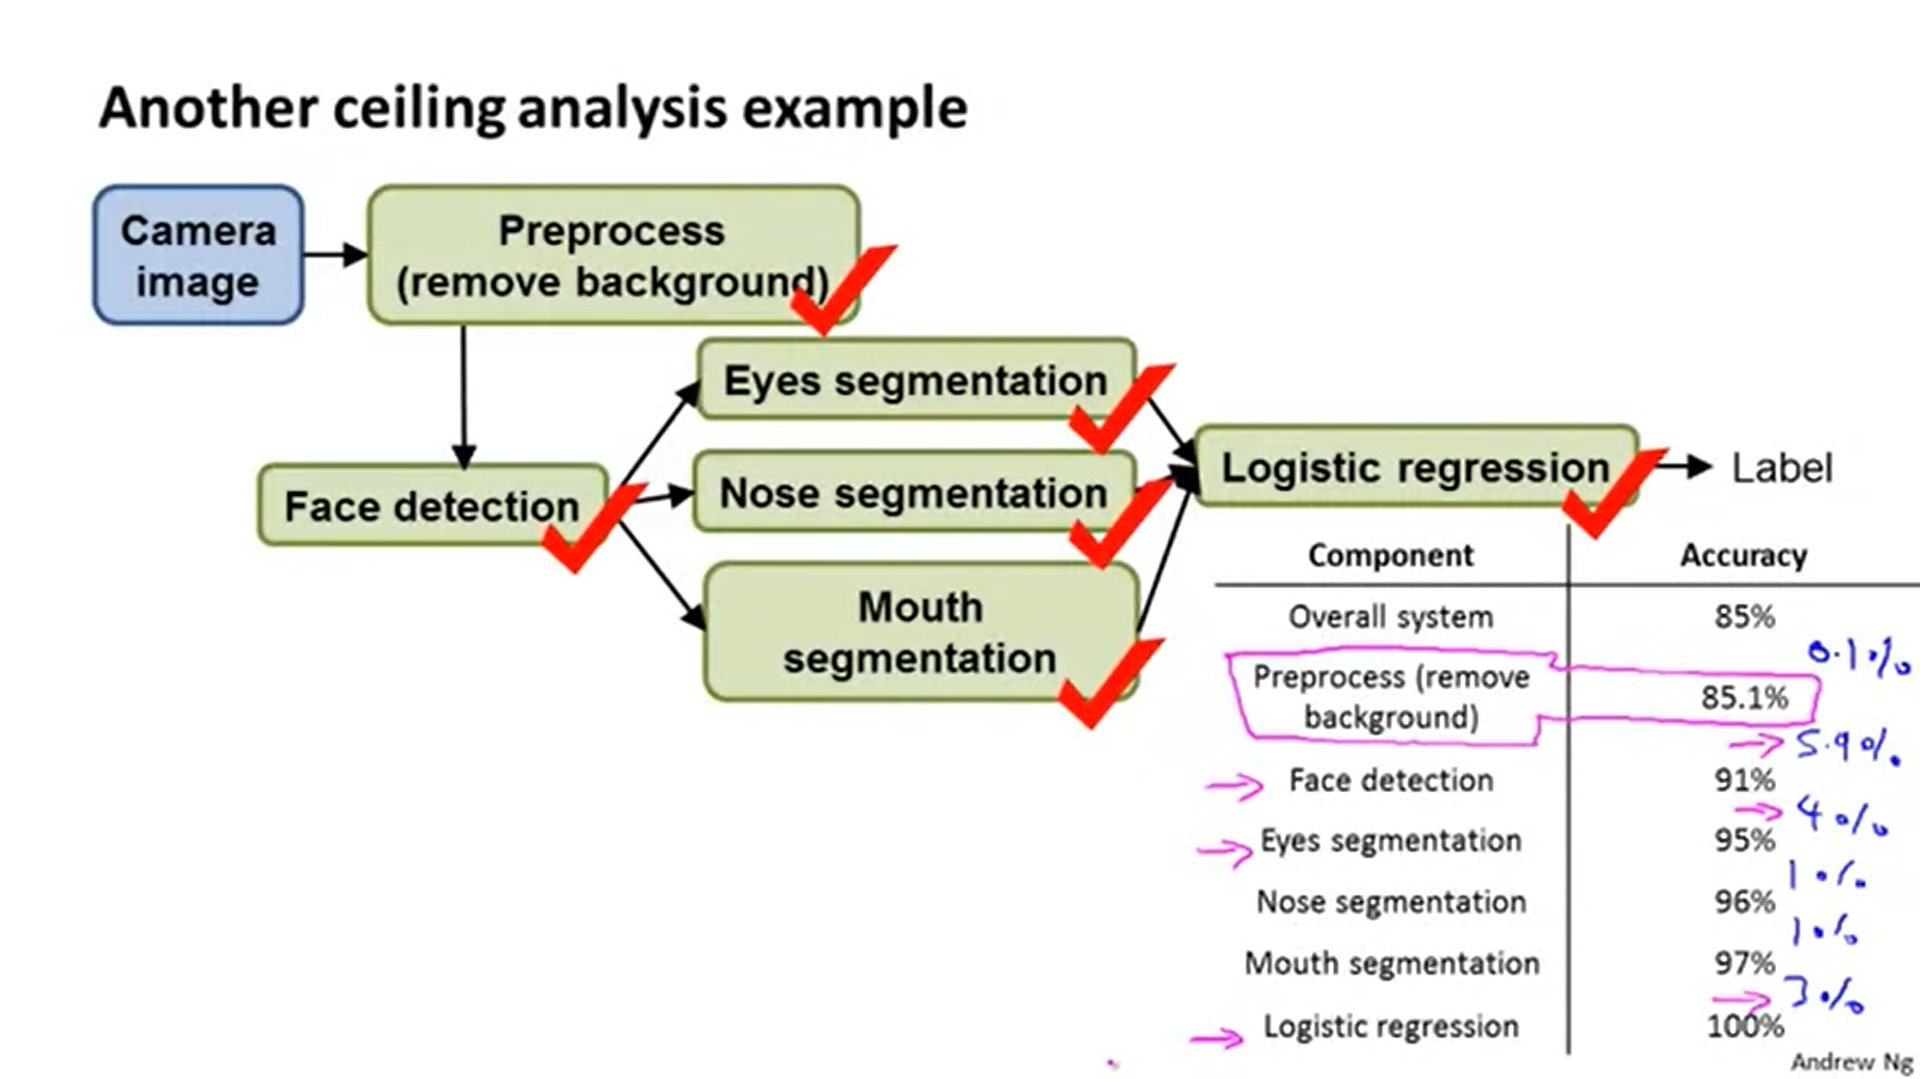 Another ceiling analysis example
Camera
image
Preprocess
(remove background)
Eyes segmentation
Face detection
Nose segmentation
Mouth
segmentation
Logistic regression
Label
Component Accuracy
Overall system 85%
0.1%
Preprocess (remove
background) 85.1%
5.9%
Face detection 91%
4%
Eyes segmentation 95%
1%
Nose segmentation 96%
1%
Mouth segmentation 97%
3%
Logistic regression 100%
Andrew Ng